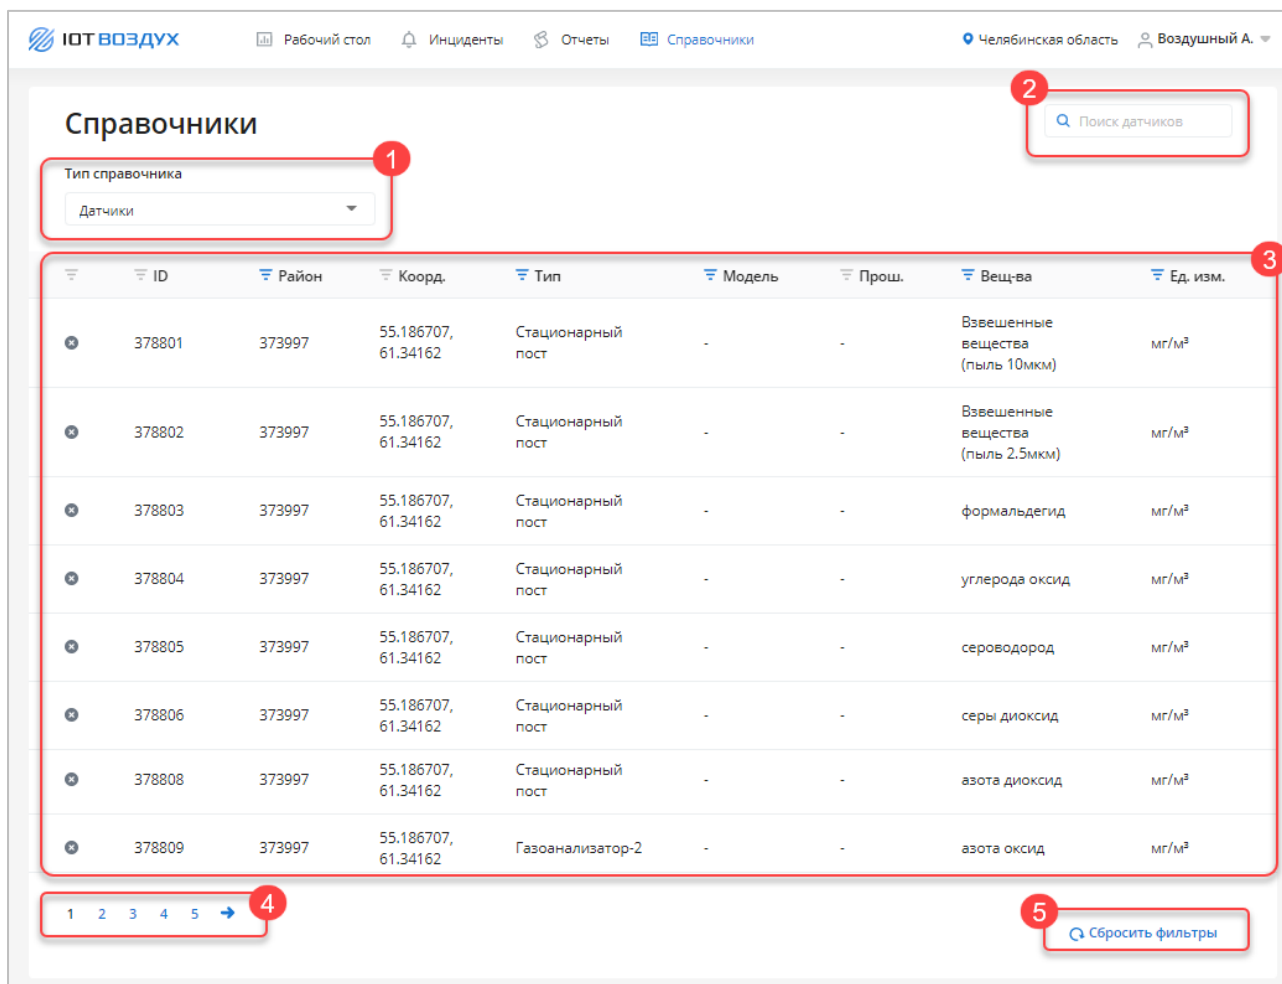 IOT ВОЗДУХ Рабочий стол Инциденты Отчеты Справочники Челябинская область Воздушный А.
2
Справочники Поиск датчиков
1
Тип справочника
Датчики
3
ID Район Коорд. Тип Модель Прош. Вещ-ва Ед. изм.
378801 373997 55.186707, 61.34162 Стационарный пост - - Взвешенные вещества (пыль 10мкм) мг/м³
378802 373997 55.186707, 61.34162 Стационарный пост - - Взвешенные вещества (пыль 2.5мкм) мг/м³
378803 373997 55.186707, 61.34162 Стационарный пост - - формальдегид мг/м³
378804 373997 55.186707, 61.34162 Стационарный пост - - углерода оксид мг/м³
378805 373997 55.186707, 61.34162 Стационарный пост - - сероводород мг/м³
378806 373997 55.186707, 61.34162 Стационарный пост - - серы диоксид мг/м³
378808 373997 55.186707, 61.34162 Стационарный пост - - азота диоксид мг/м³
378809 373997 55.186707, 61.34162 Газоанализатор-2 - - азота оксид мг/м³
1 2 3 4 5 → 4
5
Сбросить фильтры